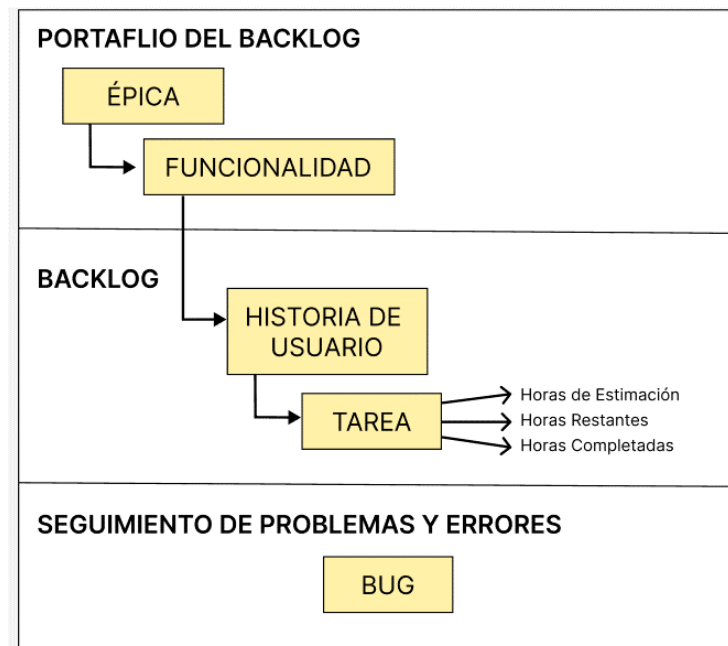 PORTAFLIO DEL BACKLOG
ÉPICA
FUNCIONALIDAD
BACKLOG
HISTORIA DE
USUARIO
TAREA
Horas de Estimación
Horas Restantes
Horas Completadas
SEGUIMIENTO DE PROBLEMAS Y ERRORES
BUG